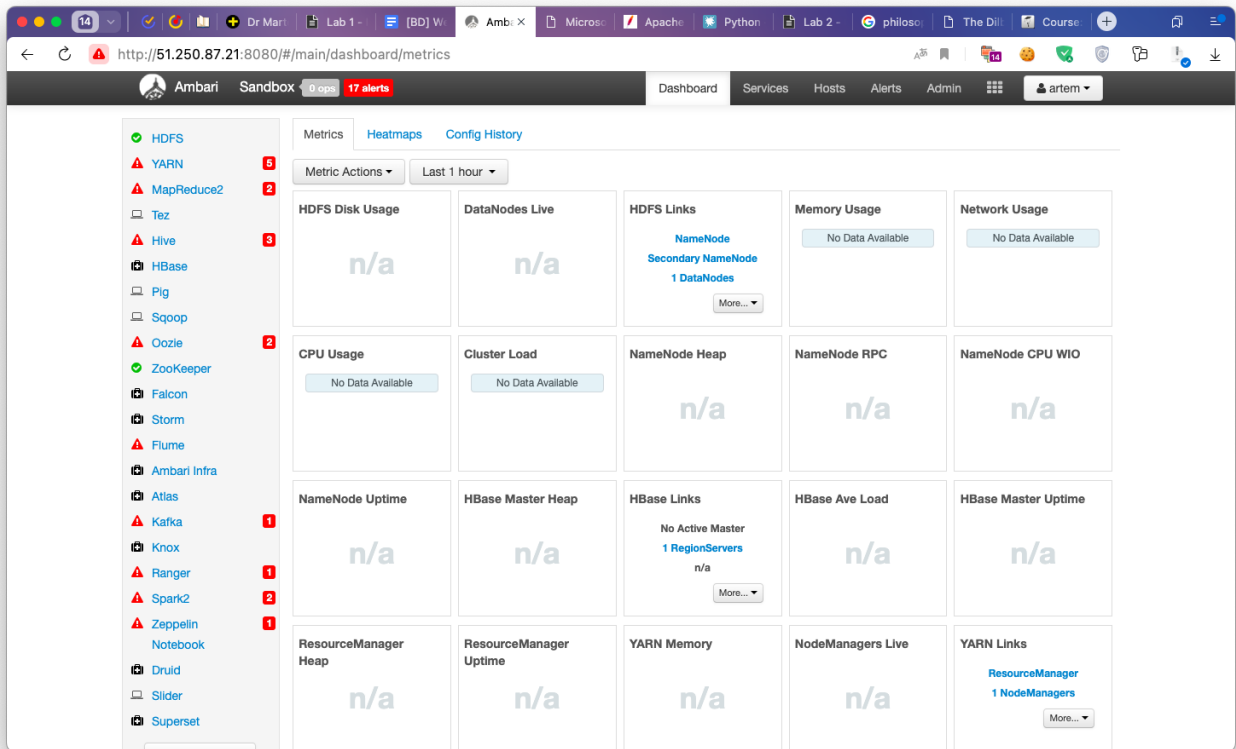 14
Dr Mart
Lab 1 -
[BD] We
Amba
Microso
Apache
Python
Lab 2 -
philosop
The Dill
Course
http://51.250.87.21:8080/#/main/dashboard/metrics
14
Ambari
Sandbox
0 ops
17 alerts
Dashboard
Services
Hosts
Alerts
Admin
artem
HDFS
YARN 5
MapReduce2 2
Tez
Hive 3
HBase
Pig
Sqoop
Oozie 2
ZooKeeper
Falcon
Storm
Flume
Ambari Infra
Atlas
Kafka 1
Knox
Ranger 1
Spark2 2
Zeppelin 1
Notebook
Druid
Slider
Superset
Metrics
Heatmaps
Config History
Metric Actions
Last 1 hour
HDFS Disk Usage
n/a
DataNodes Live
n/a
HDFS Links
NameNode
Secondary NameNode
1 DataNodes
More...
Memory Usage
No Data Available
Network Usage
No Data Available
CPU Usage
No Data Available
Cluster Load
No Data Available
NameNode Heap
n/a
NameNode RPC
n/a
NameNode CPU WIO
n/a
NameNode Uptime
n/a
HBase Master Heap
n/a
HBase Links
No Active Master
1 RegionServers
n/a
More...
HBase Ave Load
n/a
HBase Master Uptime
n/a
ResourceManager
Heap
n/a
ResourceManager
Uptime
n/a
YARN Memory
n/a
NodeManagers Live
n/a
YARN Links
ResourceManager
1 NodeManagers
More...